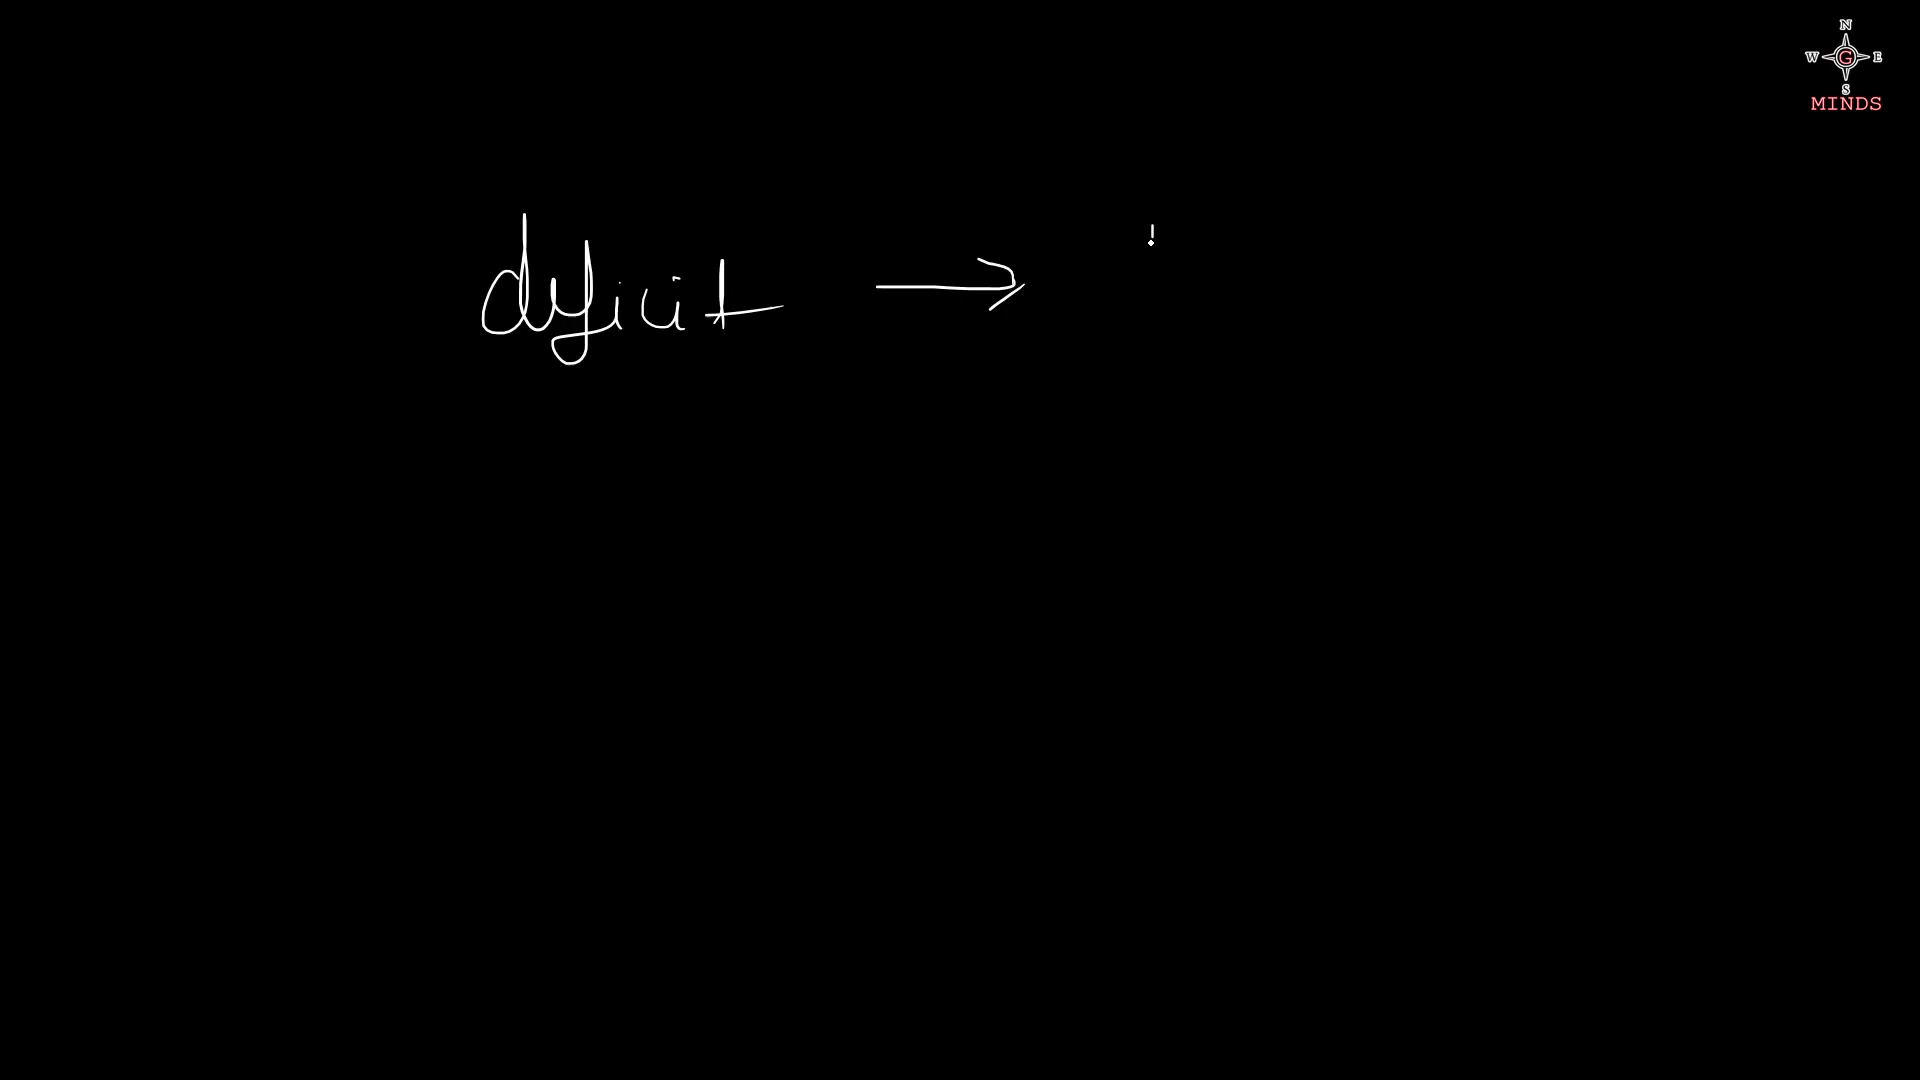 N
W G E
S
MINDS
deficit →